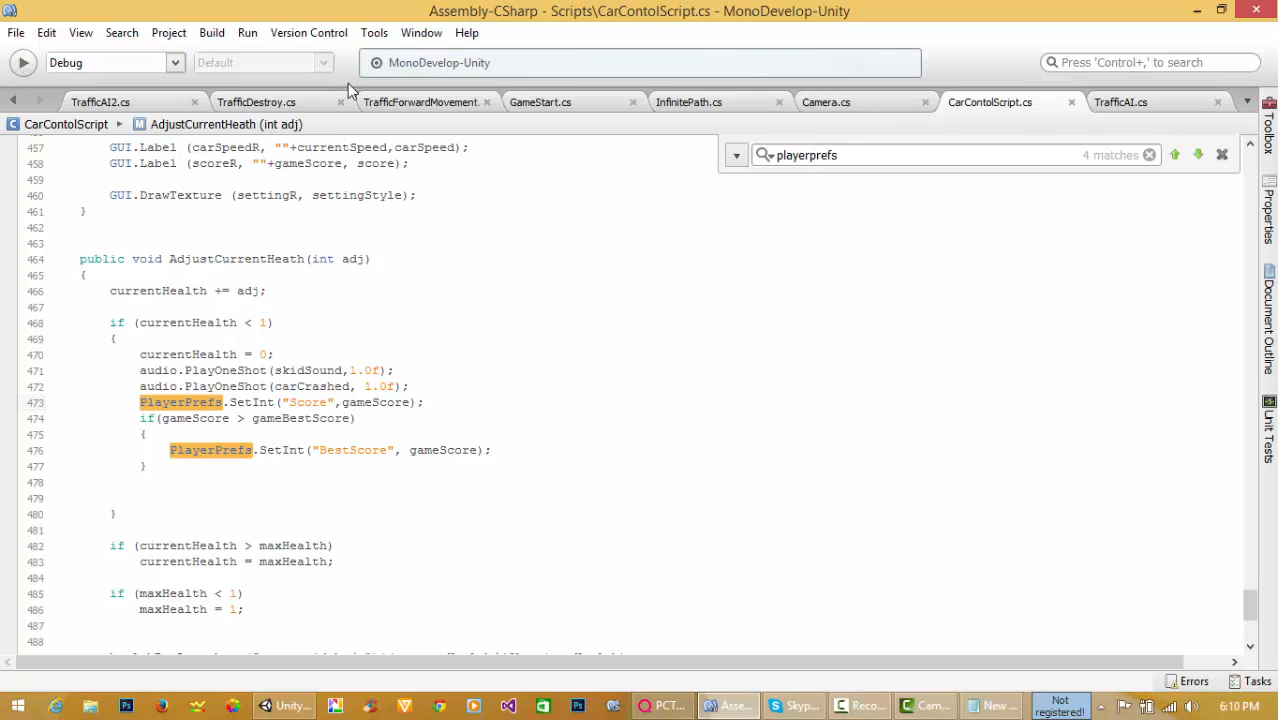 Assembly-CSharp - Scripts\CarContolScript.cs - MonoDevelop-Unity
File Edit View Search Project Build Run Version Control Tools Window Help
Debug Default MonoDevelop-Unity Press 'Control+,' to search
TrafficAI2.cs TrafficDestroy.cs TrafficForwardMovement. GameStart.cs InfinitePath.cs Camera.cs CarContolScript.cs TrafficAI.cs
CarContolScript AdjustCurrentHeath (int adj)
playerprefs 4 matches
457 GUI.Label (carSpeedR, ""+currentSpeed,carSpeed);
458 GUI.Label (scoreR, ""+gameScore, score);
459
460 GUI.DrawTexture (settingR, settingStyle);
461 }
462
463
464 public void AdjustCurrentHeath(int adj)
465 {
466 currentHealth += adj;
467
468 if (currentHealth < 1)
469 {
470 currentHealth = 0;
471 audio.PlayOneShot(skidSound,1.0f);
472 audio.PlayOneShot(carCrashed, 1.0f);
473 PlayerPrefs.SetInt("Score",gameScore);
474 if(gameScore > gameBestScore)
475 {
476 PlayerPrefs.SetInt("BestScore", gameScore);
477 }
478
479
480 }
481
482 if (currentHealth > maxHealth)
483 currentHealth = maxHealth;
484
485 if (maxHealth < 1)
486 maxHealth = 1;
487
488
Toolbox
Properties
Document Outline
Unit Tests
Errors Tasks
Unity... PCT... Asse... Skyp... Reco... Cam... New ... Not registered! 6:10 PM